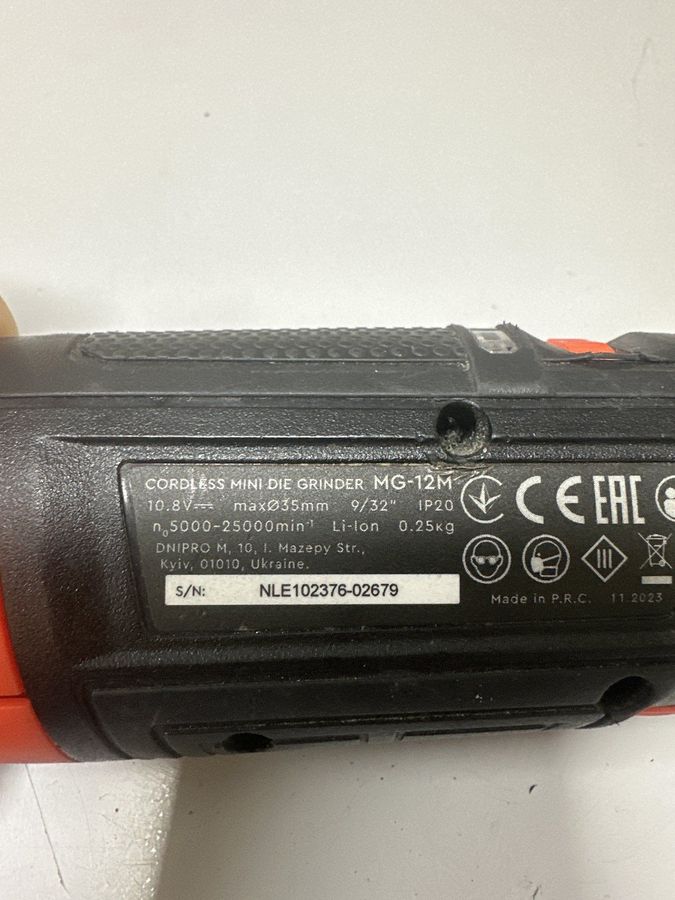 CORDLESS MINI DIE GRINDER MG-12M
10.8V⎓ maxØ35mm 9/32" IP20
n₀5000-25000min⁻¹ Li-Ion 0.25кg
DNIPRO M, 10, I. Mazepy Str.,
Kyiv, 01010, Ukraine.
S/N: NLE102376-02679
CE EAC
Made in P.R.C. 11.2023